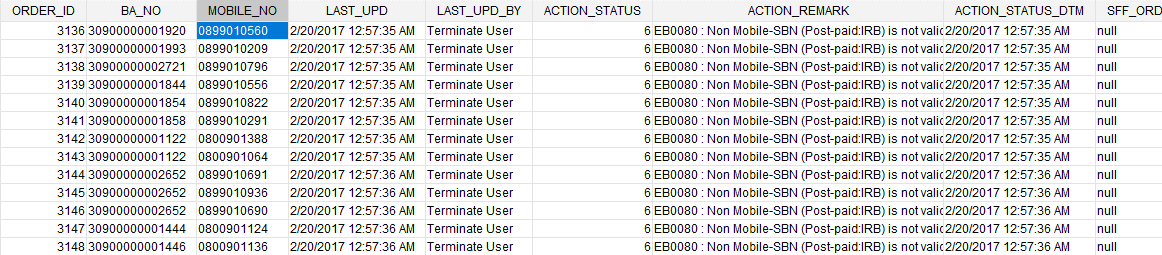 ORDER_ID BA_NO MOBILE_NO LAST_UPD LAST_UPD_BY ACTION_STATUS ACTION_REMARK ACTION_STATUS_DTM SFF_ORD
3136 30900000001920 0899010560 2/20/2017 12:57:35 AM Terminate User 6 EB0080 : Non Mobile-SBN (Post-paid:IRB) is not valid 2/20/2017 12:57:35 AM null
3137 30900000001993 0899010209 2/20/2017 12:57:35 AM Terminate User 6 EB0080 : Non Mobile-SBN (Post-paid:IRB) is not valid 2/20/2017 12:57:35 AM null
3138 30900000002721 0899010796 2/20/2017 12:57:35 AM Terminate User 6 EB0080 : Non Mobile-SBN (Post-paid:IRB) is not valid 2/20/2017 12:57:35 AM null
3139 30900000001844 0899010556 2/20/2017 12:57:35 AM Terminate User 6 EB0080 : Non Mobile-SBN (Post-paid:IRB) is not valid 2/20/2017 12:57:35 AM null
3140 30900000001854 0899010822 2/20/2017 12:57:35 AM Terminate User 6 EB0080 : Non Mobile-SBN (Post-paid:IRB) is not valid 2/20/2017 12:57:35 AM null
3141 30900000001858 0899010291 2/20/2017 12:57:35 AM Terminate User 6 EB0080 : Non Mobile-SBN (Post-paid:IRB) is not valid 2/20/2017 12:57:35 AM null
3142 30900000001122 0800901388 2/20/2017 12:57:35 AM Terminate User 6 EB0080 : Non Mobile-SBN (Post-paid:IRB) is not valid 2/20/2017 12:57:35 AM null
3143 30900000001122 0800901064 2/20/2017 12:57:35 AM Terminate User 6 EB0080 : Non Mobile-SBN (Post-paid:IRB) is not valid 2/20/2017 12:57:35 AM null
3144 30900000002652 0899010691 2/20/2017 12:57:36 AM Terminate User 6 EB0080 : Non Mobile-SBN (Post-paid:IRB) is not valid 2/20/2017 12:57:36 AM null
3145 30900000002652 0899010936 2/20/2017 12:57:36 AM Terminate User 6 EB0080 : Non Mobile-SBN (Post-paid:IRB) is not valid 2/20/2017 12:57:36 AM null
3146 30900000002652 0899010690 2/20/2017 12:57:36 AM Terminate User 6 EB0080 : Non Mobile-SBN (Post-paid:IRB) is not valid 2/20/2017 12:57:36 AM null
3147 30900000001444 0800901124 2/20/2017 12:57:36 AM Terminate User 6 EB0080 : Non Mobile-SBN (Post-paid:IRB) is not valid 2/20/2017 12:57:36 AM null
3148 30900000001446 0800901136 2/20/2017 12:57:36 AM Terminate User 6 EB0080 : Non Mobile-SBN (Post-paid:IRB) is not valid 2/20/2017 12:57:36 AM null